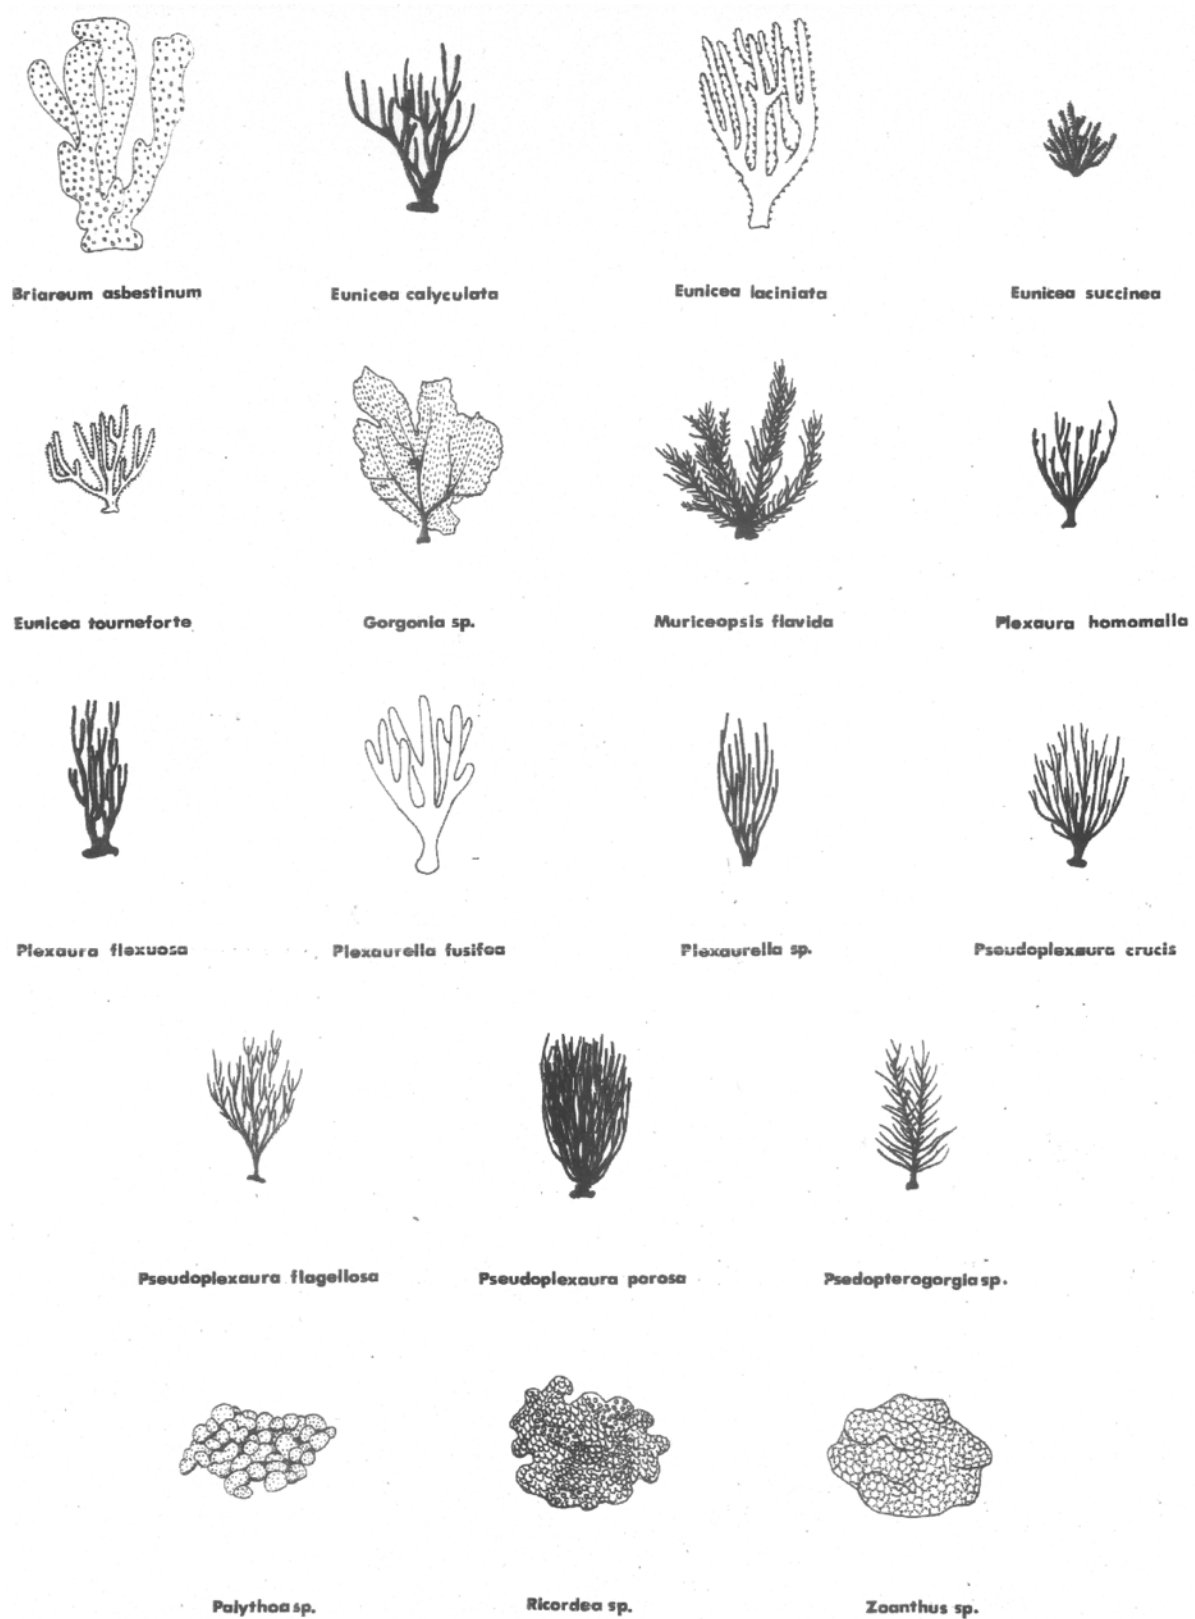 Briareum asbestinum
Eunicea calyculata
Eunicea laciniata
Eunicea succinea
Eunicea tourneforte
Gorgonia sp.
Muriceopsis flavida
Plexaura homomalla
Plexaura flexuosa
Plexaurella fusifea
Plexaurella sp.
Pseudoplexaura crucis
Pseudoplexaura flagellosa
Pseudoplexaura porosa
Psedopterogorgia sp.
Palythoa sp.
Ricordea sp.
Zoanthus sp.